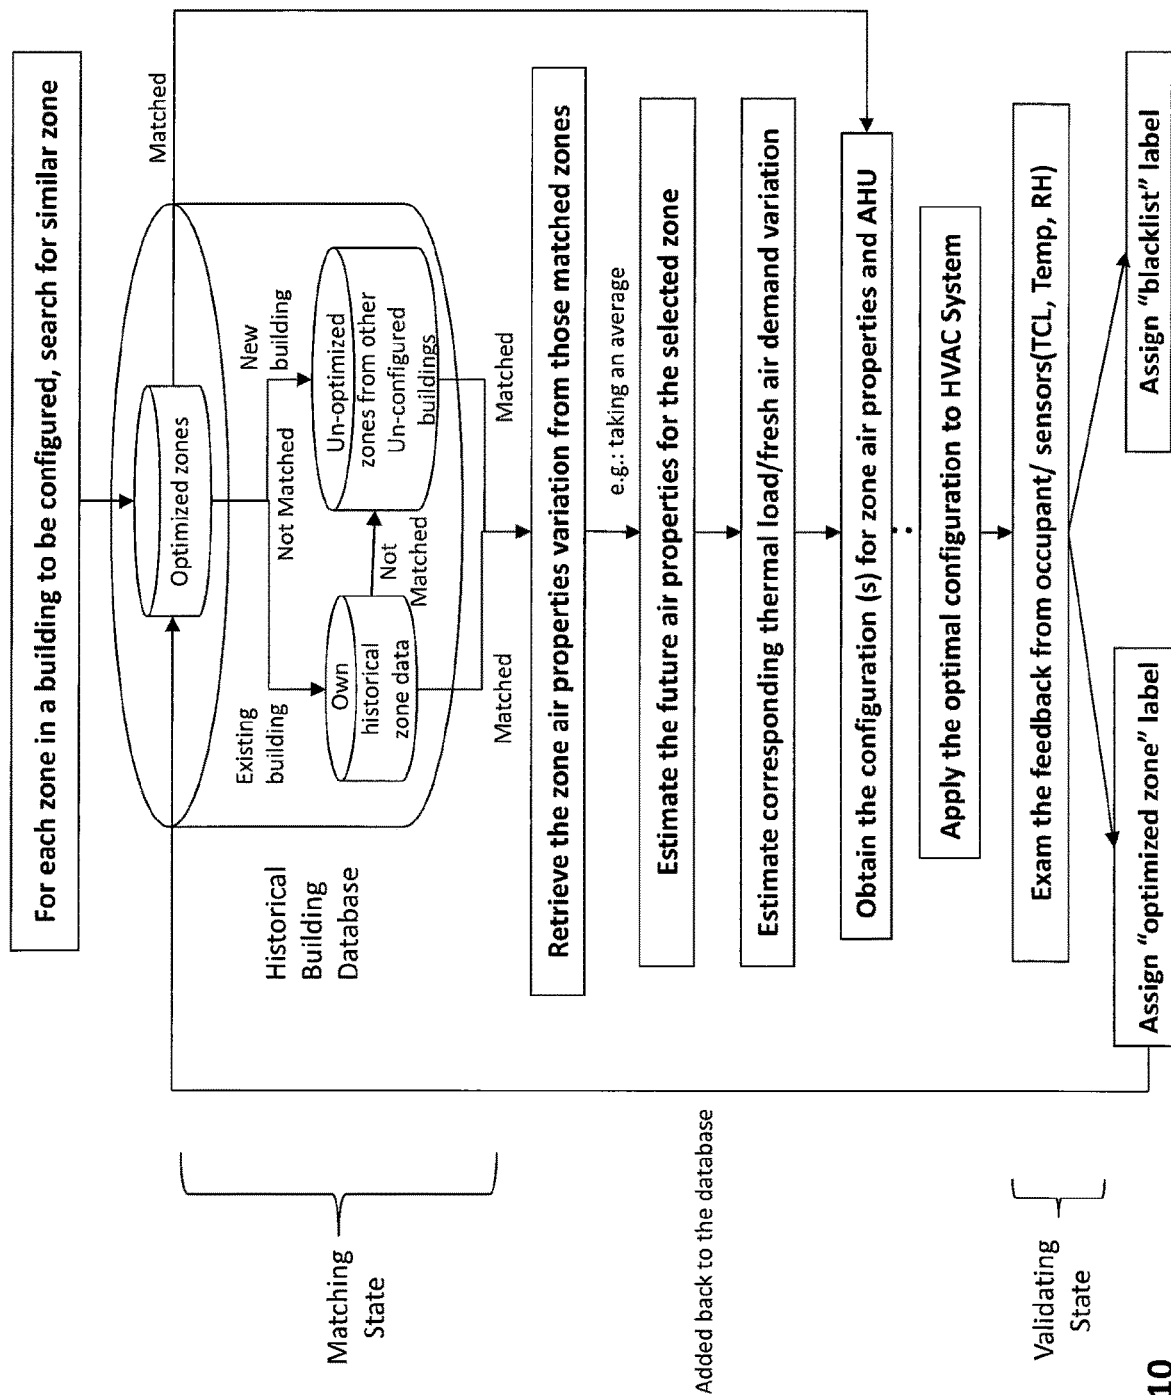 For each zone in a building to be configured, search for similar zone
Matched
Optimized zones
Historical
Building
Database
Existing
building
Not Matched
New
building
Own
historical
zone data
Not
Matched
Un-optimized
zones from other
Un-configured
buildings
Matched
Matched
Matching
State
Retrieve the zone air properties variation from those matched zones
e.g.: taking an average
Estimate the future air properties for the selected zone
Estimate corresponding thermal load/fresh air demand variation
Obtain the configuration (s) for zone air properties and AHU
Apply the optimal configuration to HVAC System
Added back to the database
Exam the feedback from occupant/ sensors(TCL, Temp, RH)
Validating
State
Assign "optimized zone" label
Assign "blacklist" label
10